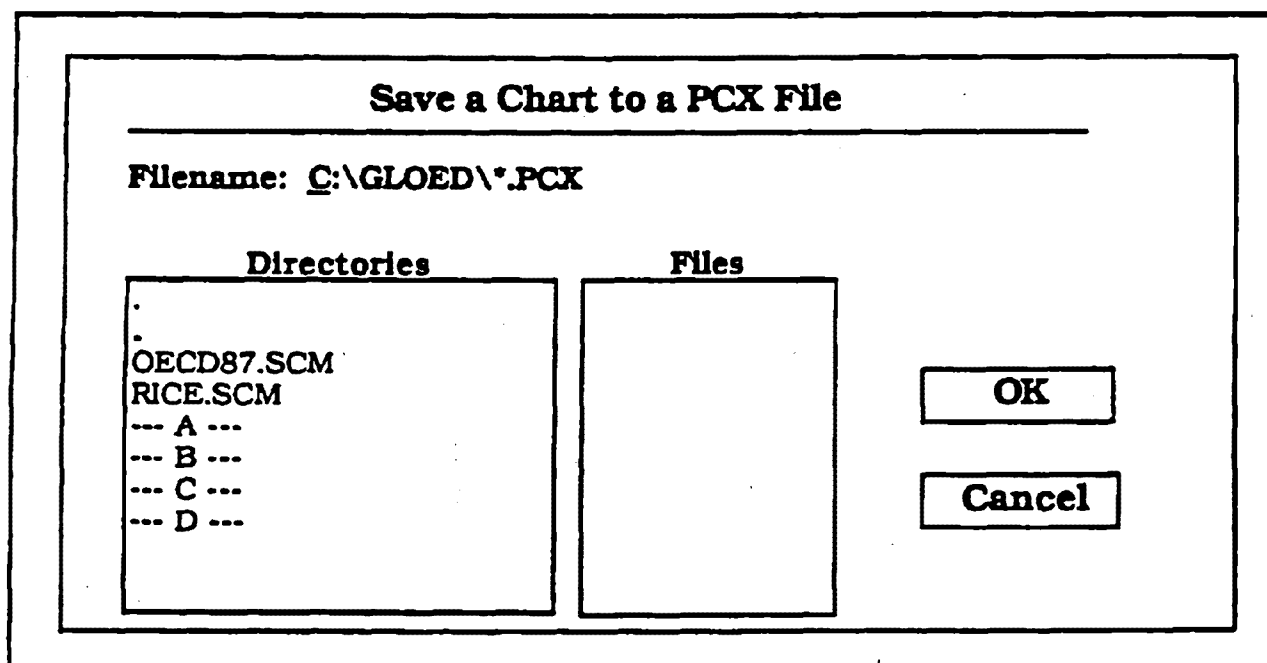 Save a Chart to a PCX File
Filename: C:\GLOED\*.PCX
Directories
.
.
OECD87.SCM
RICE.SCM
--- A ---
--- B ---
--- C ---
--- D ---
Files
OK
Cancel